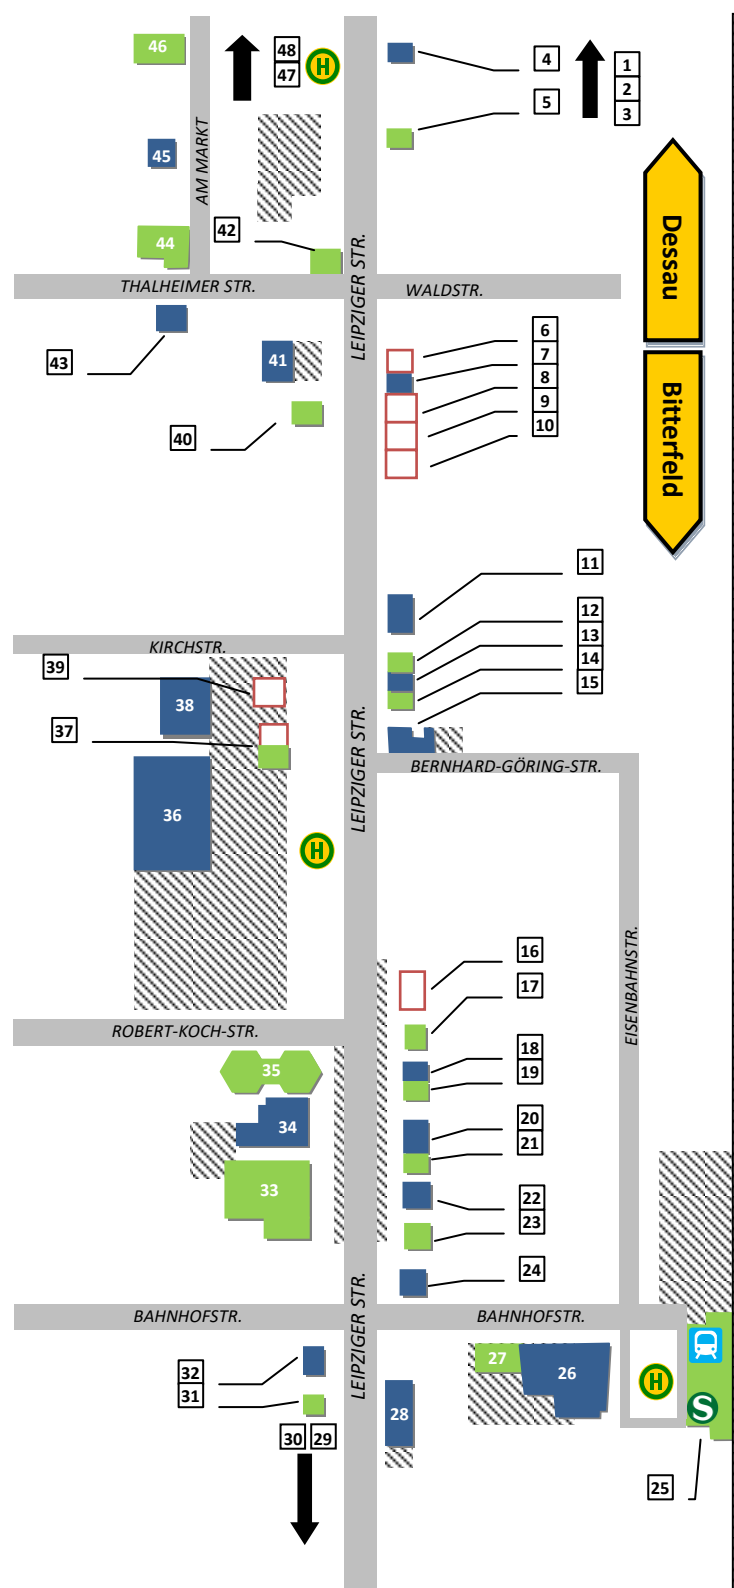 46
48
47
H
4
5
1
2
3
45
AM MARKT
44
42
Dessau
THALHEIMER STR.
LEIPZIGER STR.
WALDSTR.
43
41
6
7
8
9
10
40
Bitterfeld
11
12
13
14
15
KIRCHSTR.
39
38
37
LEIPZIGER STR.
BERNHARD-GÖRING-STR.
36
H
16
17
EISENBAHNSTR.
ROBERT-KOCH-STR.
35
18
19
34
20
21
33
22
23
24
LEIPZIGER STR.
BAHNHOFSTR.
BAHNHOFSTR.
32
31
27
26
H
S
28
30
29
25